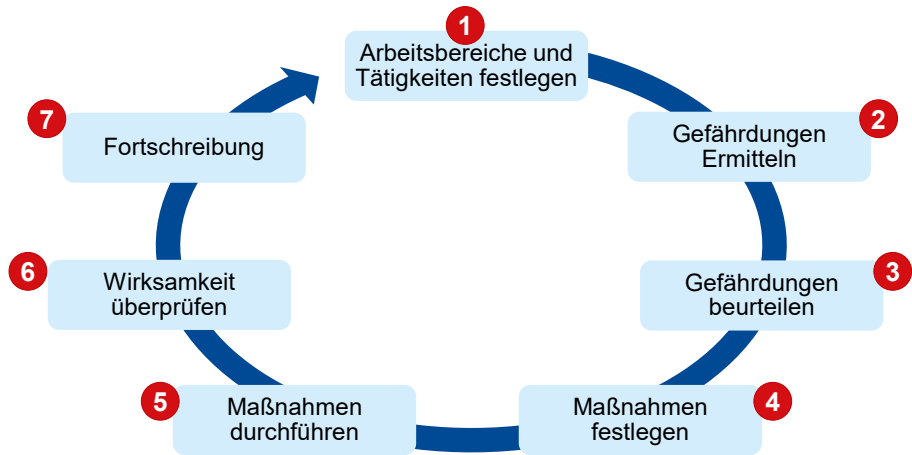 1
Arbeitsbereiche und
Tätigkeiten festlegen
2
Gefährdungen
Ermitteln
3
Gefährdungen
beurteilen
4
Maßnahmen
festlegen
5
Maßnahmen
durchführen
6
Wirksamkeit
überprüfen
7
Fortschreibung